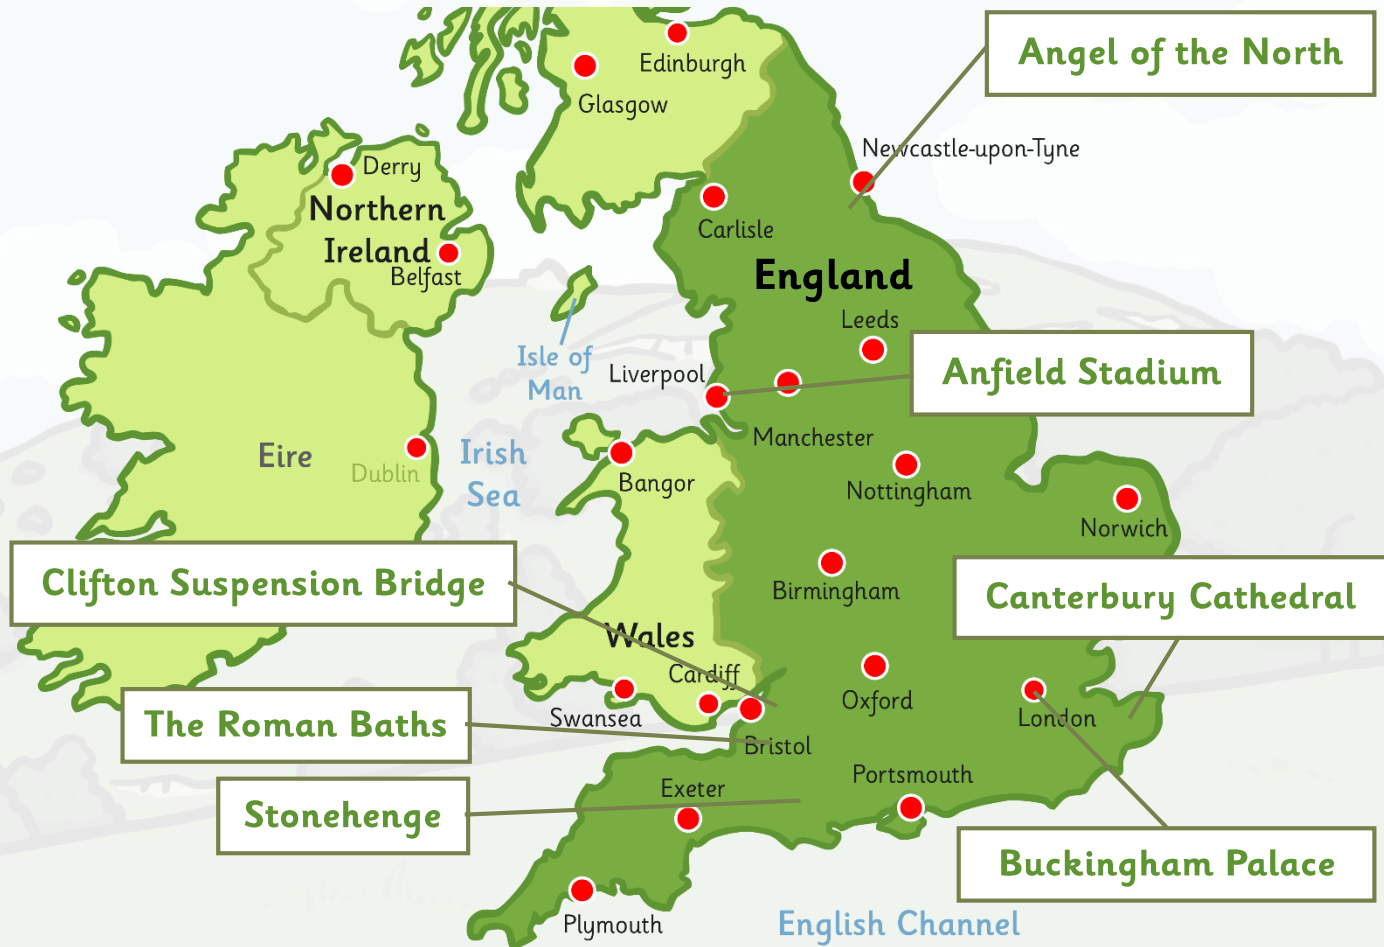 Edinburgh
Angel of the North
Glasgow
Newcastle-upon-Tyne
Derry
Northern
Ireland
Belfast
Carlisle
England
Leeds
Isle of
Man
Liverpool
Anfield Stadium
Manchester
Eire
Dublin
Irish
Sea
Bangor
Nottingham
Norwich
Clifton Suspension Bridge
Birmingham
Canterbury Cathedral
Wales
Cardiff
Swansea
Oxford
London
The Roman Baths
Bristol
Stonehenge
Exeter
Portsmouth
Buckingham Palace
Plymouth
English Channel